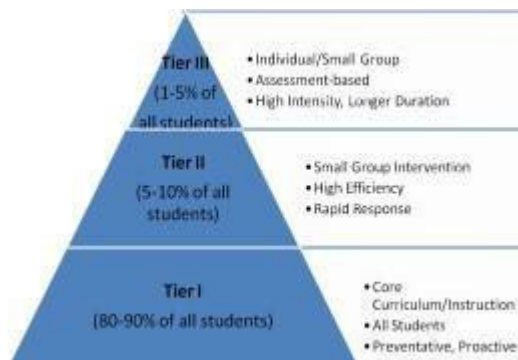 Tier III
(1-5% of
all students)
• Individual/Small Group
• Assessment-based
• High Intensity, Longer Duration
Tier II
(5-10% of all
students)
• Small Group Intervention
• High Efficiency
• Rapid Response
Tier I
(80-90% of all students)
• Core
Curriculum/Instruction
• All Students
• Preventative, Proactive